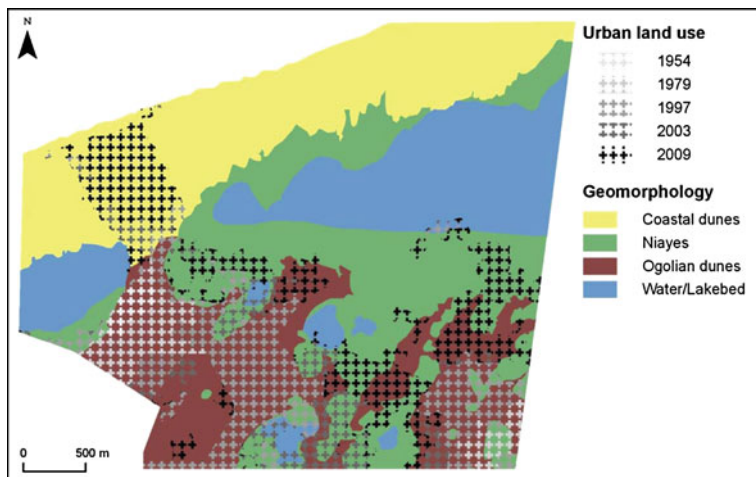 N
Urban land use
1954
1979
1997
2003
2009
Geomorphology
Coastal dunes
Niayes
Ogolian dunes
Water/Lakebed
0 500 m